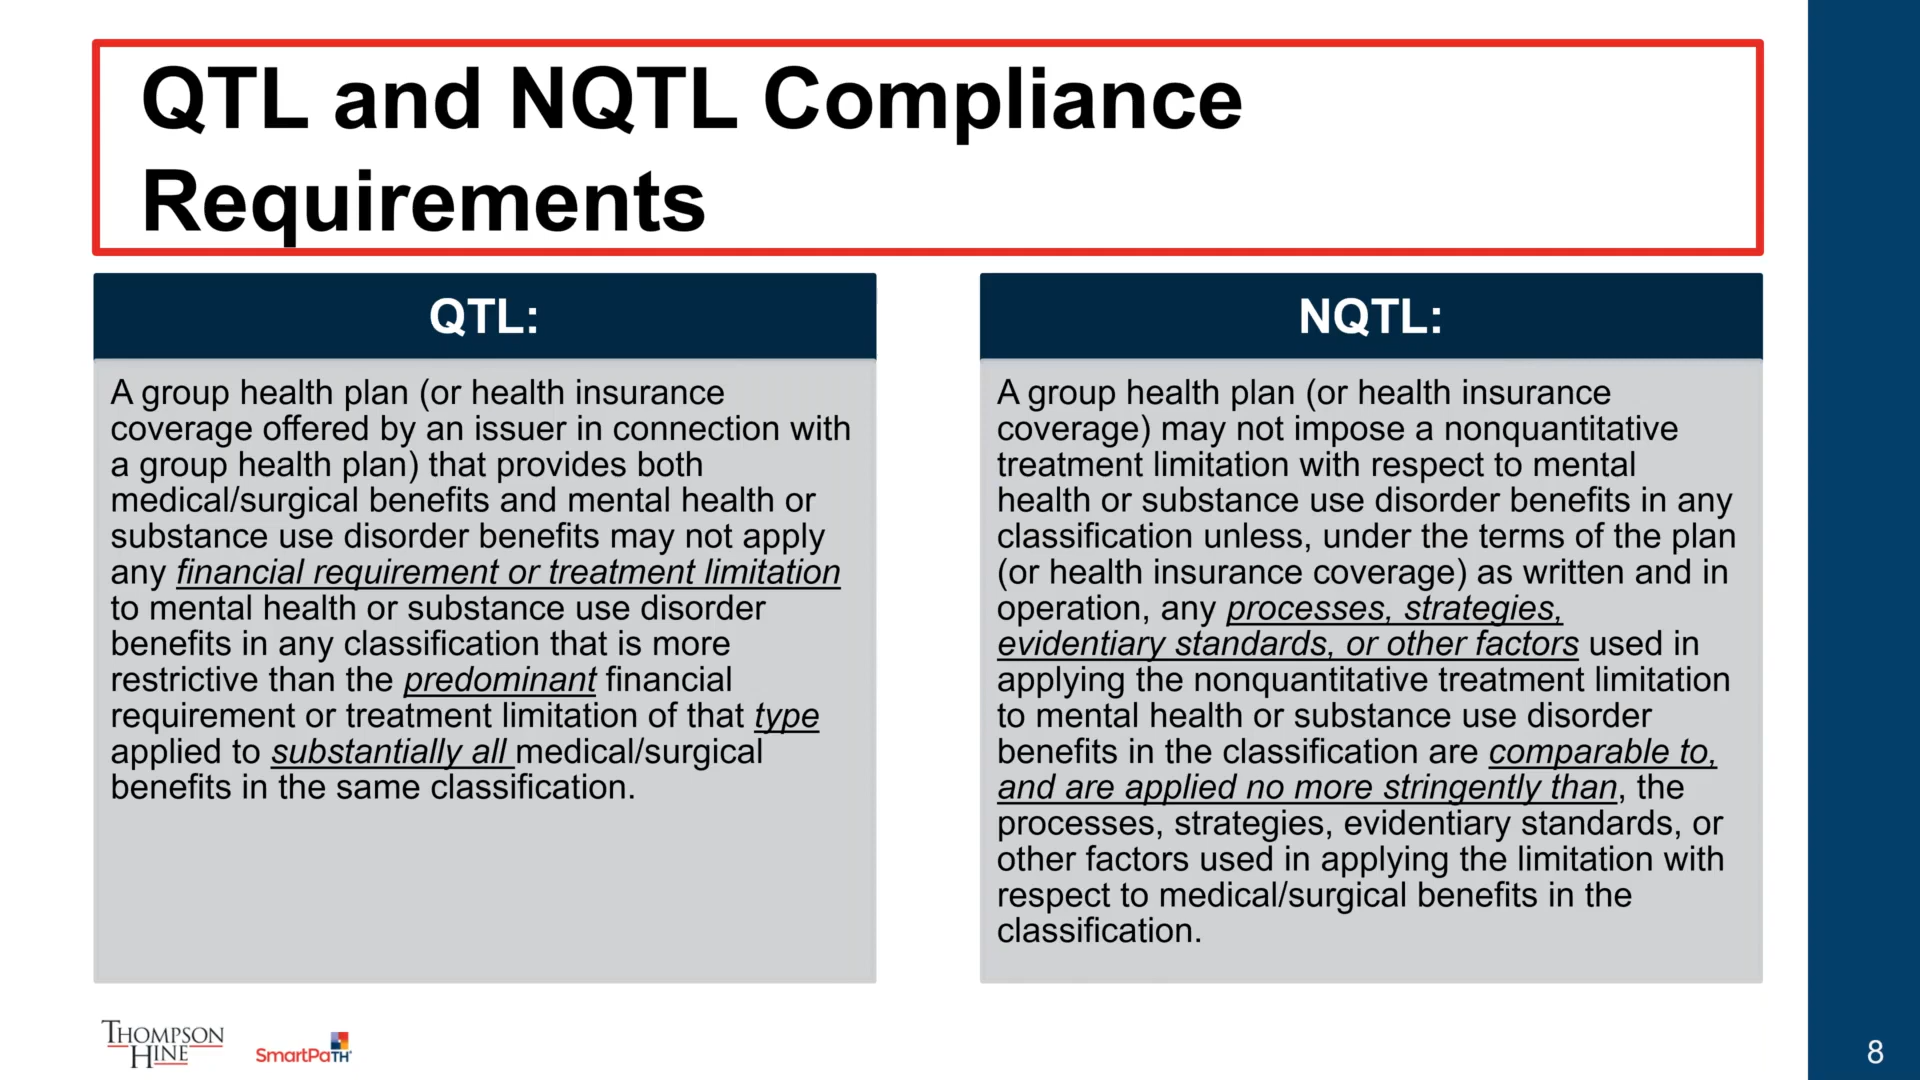 QTL and NQTL Compliance
Requirements
QTL:
A group health plan (or health insurance
coverage offered by an issuer in connection with
a group health plan) that provides both
medical/surgical benefits and mental health or
substance use disorder benefits may not apply
any financial requirement or treatment limitation
to mental health or substance use disorder
benefits in any classification that is more
restrictive than the predominant financial
requirement or treatment limitation of that type
applied to substantially all medical/surgical
benefits in the same classification.
NQTL:
A group health plan (or health insurance
coverage) may not impose a nonquantitative
treatment limitation with respect to mental
health or substance use disorder benefits in any
classification unless, under the terms of the plan
(or health insurance coverage) as written and in
operation, any processes, strategies,
evidentiary standards, or other factors used in
applying the nonquantitative treatment limitation
to mental health or substance use disorder
benefits in the classification are comparable to,
and are applied no more stringently than, the
processes, strategies, evidentiary standards, or
other factors used in applying the limitation with
respect to medical/surgical benefits in the
classification.
THOMPSON
HINE
SmartPaTH
8